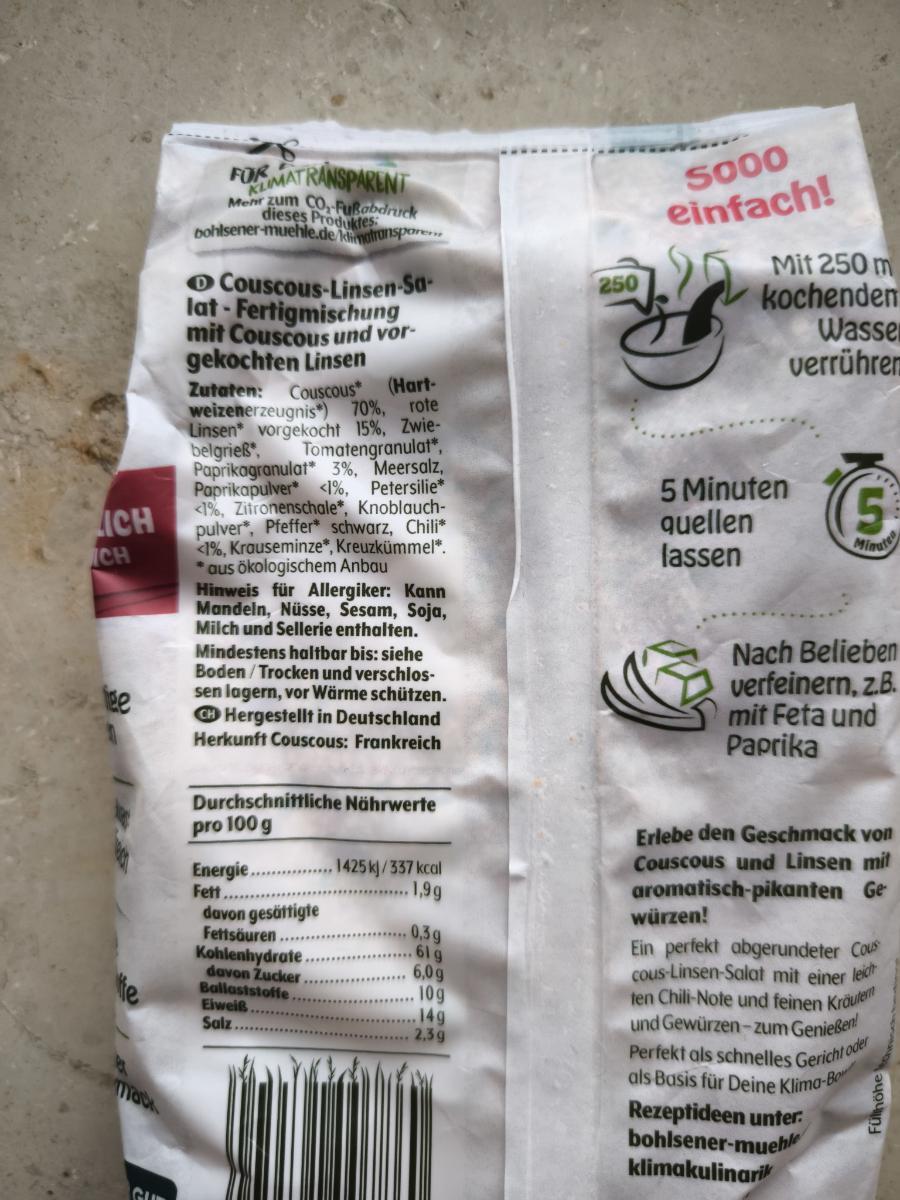 FÜR
KLIMATRANSPARENT
Mehr zum CO₂-Fußabdruck
dieses Produktes:
bohlsener-muehle.de/klimatransparent
D Couscous-Linsen-Sa-
lat - Fertigmischung
mit Couscous und vor-
gekochten Linsen
Zutaten: Couscous* (Hart-
weizenerzeugnis*) 70%, rote
Linsen* vorgekocht 15%, Zwie-
belgrieß*, Tomatengranulat*,
Paprikagranulat* 3%, Meersalz,
Paprikapulver* <1%, Petersilie*
<1%, Zitronenschale*, Knoblauch-
pulver*, Pfeffer* schwarz, Chili*
<1%, Krauseminze*, Kreuzkümmel*.
* aus ökologischem Anbau
Hinweis für Allergiker: Kann
Mandeln, Nüsse, Sesam, Soja,
Milch und Sellerie enthalten.
Mindestens haltbar bis: siehe
Boden / Trocken und verschlos-
sen lagern, vor Wärme schützen.
CH Hergestellt in Deutschland
Herkunft Couscous: Frankreich
Durchschnittliche Nährwerte
pro 100 g
Energie ................ 1425 kJ / 337 kcal
Fett ................ 1,9 g
davon gesättigte
Fettsäuren ................ 0,3 g
Kohlenhydrate ................ 61 g
davon Zucker ................ 6,0 g
Ballaststoffe ................ 10 g
Eiweiß ................ 14 g
Salz ................ 2,3 g
LICH
ICH
sooo
einfach!
250
Mit 250 m
kochenden
Wasser
verrühren
5 Minuten
quellen
lassen
5
Minuten
Nach Belieben
verfeinern, z.B.
mit Feta und
Paprika
Erlebe den Geschmack von
Couscous und Linsen mit
aromatisch-pikanten Ge-
würzen!
Ein perfekt abgerundeter Cous-
cous-Linsen-Salat mit einer leich-
ten Chili-Note und feinen Kräutern
und Gewürzen – zum Genießen!
Perfekt als schnelles Gericht oder
als Basis für Deine Klima-Bow
Rezeptideen unter:
bohlsener-muehle
klimakulinarik
Füllhöhe